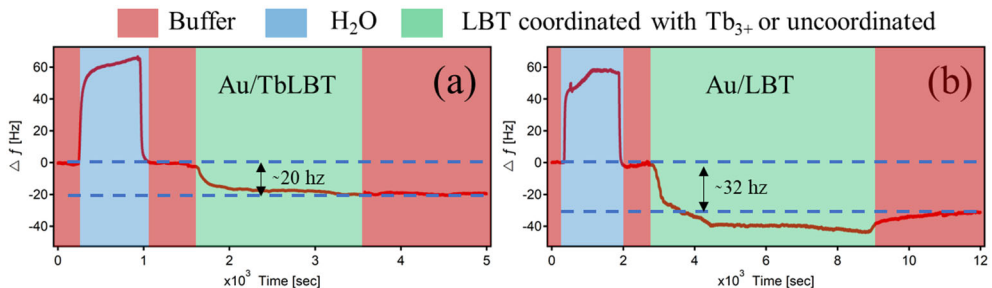 Buffer H₂O LBT coordinated with Tb₃₊ or uncoordinated
60
40
20
0
-20
-40
△ f [Hz]
Au/TbLBT
(a)
~20 hz
0 1 2 3 4 5
x10³ Time [sec]
60
40
20
0
-20
-40
△ f [Hz]
Au/LBT
(b)
~32 hz
0 2 4 6 8 10 12
x10³ Time [sec]